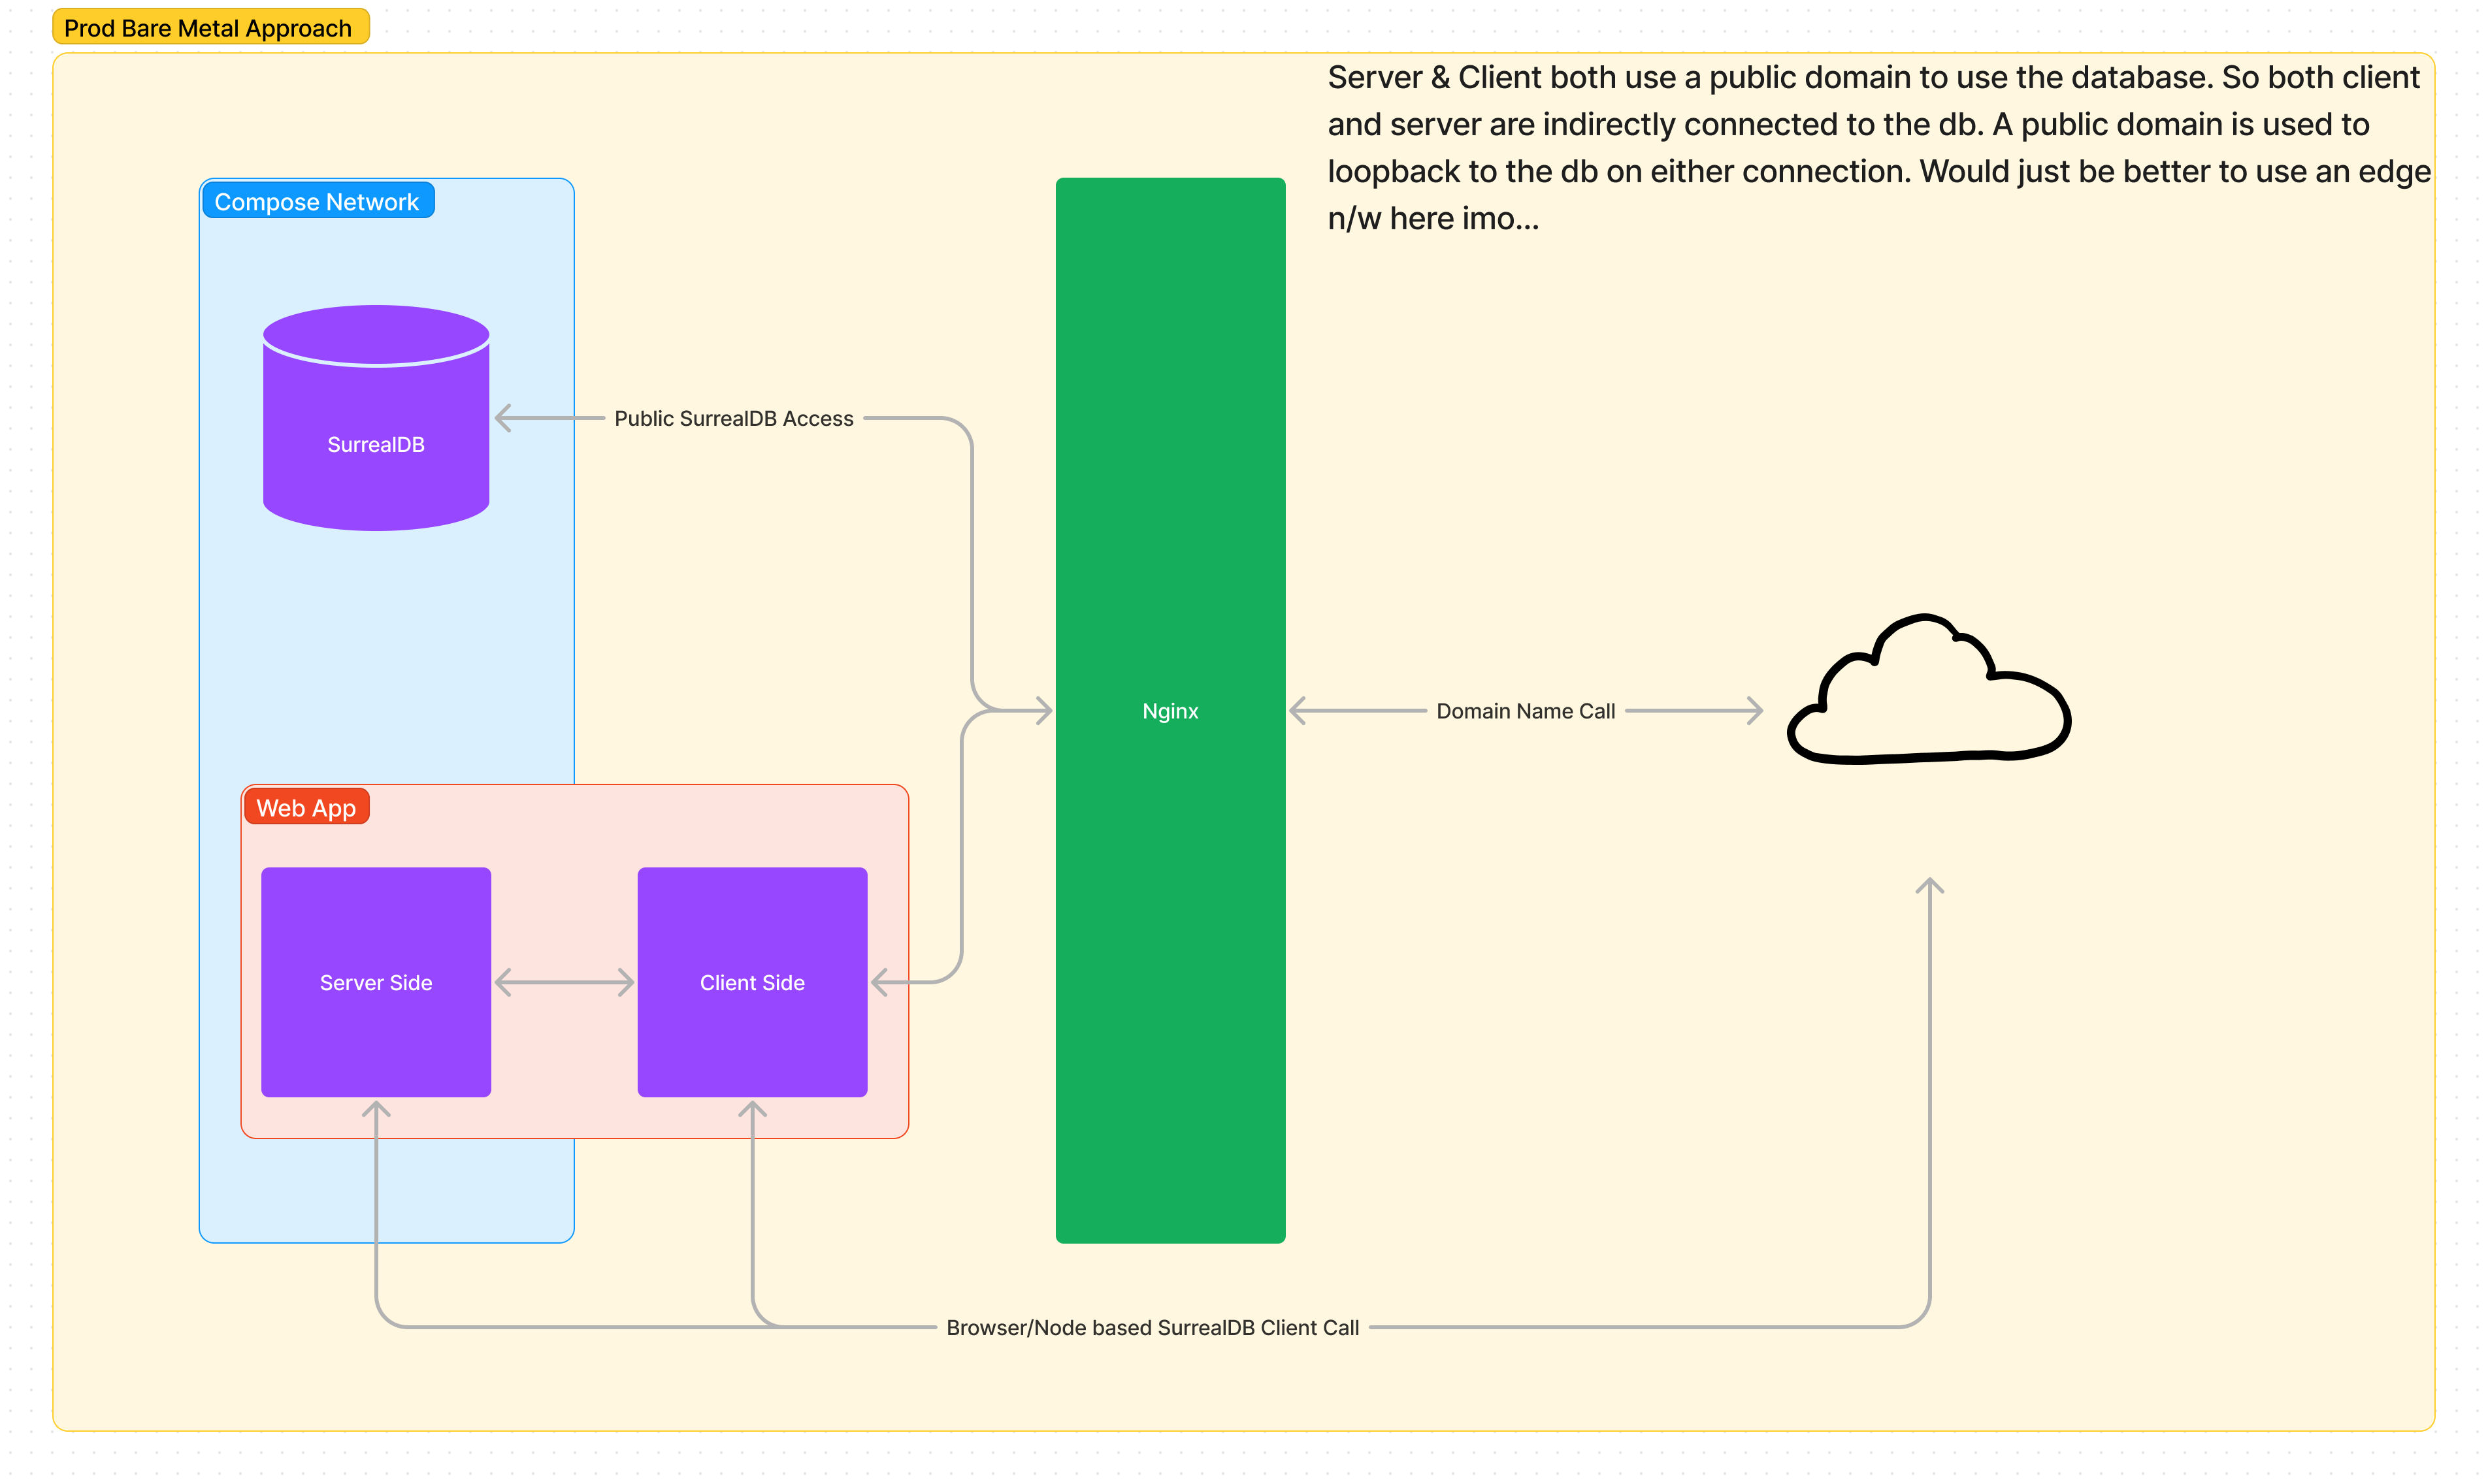 Prod Bare Metal Approach
Server & Client both use a public domain to use the database. So both client
and server are indirectly connected to the db. A public domain is used to
loopback to the db on either connection. Would just be better to use an edge
n/w here imo...
Compose Network
SurrealDB
Public SurrealDB Access
Nginx
Domain Name Call
Web App
Server Side
Client Side
Browser/Node based SurrealDB Client Call